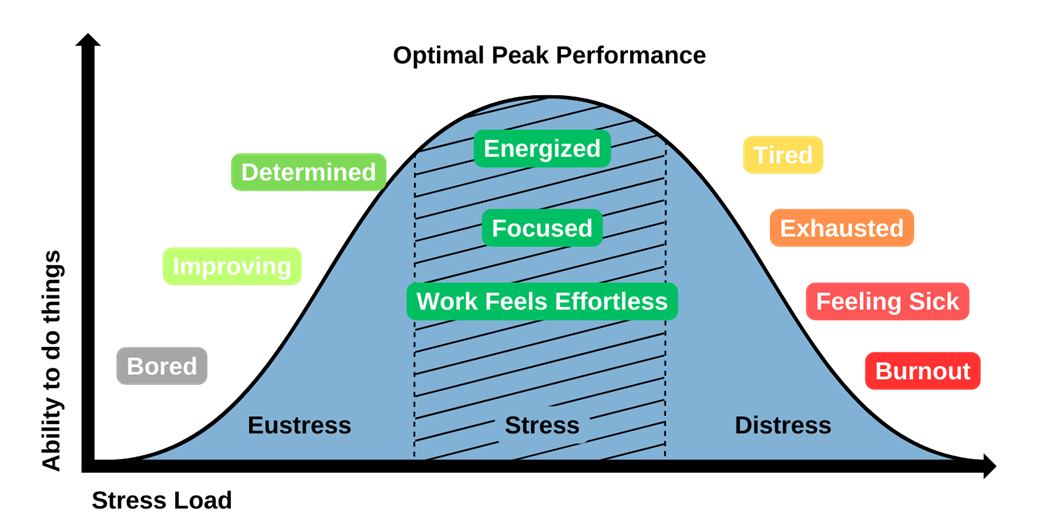 Optimal Peak Performance
Energized
Tired
Determined
Focused
Exhausted
Improving
Work Feels Effortless
Feeling Sick
Bored
Burnout
Ability to do things
Eustress
Stress
Distress
Stress Load